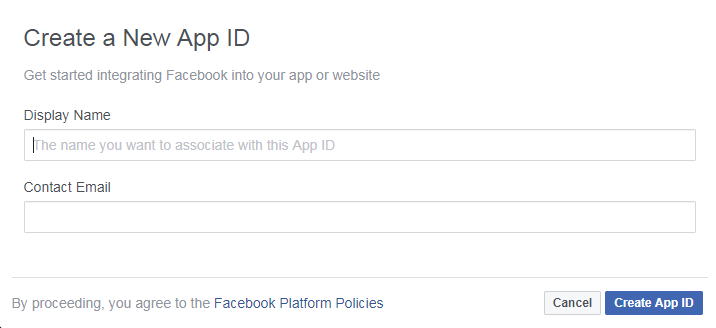 Create a New App ID
Get started integrating Facebook into your app or website
Display Name
The name you want to associate with this App ID
Contact Email
By proceeding, you agree to the Facebook Platform Policies
Cancel
Create App ID